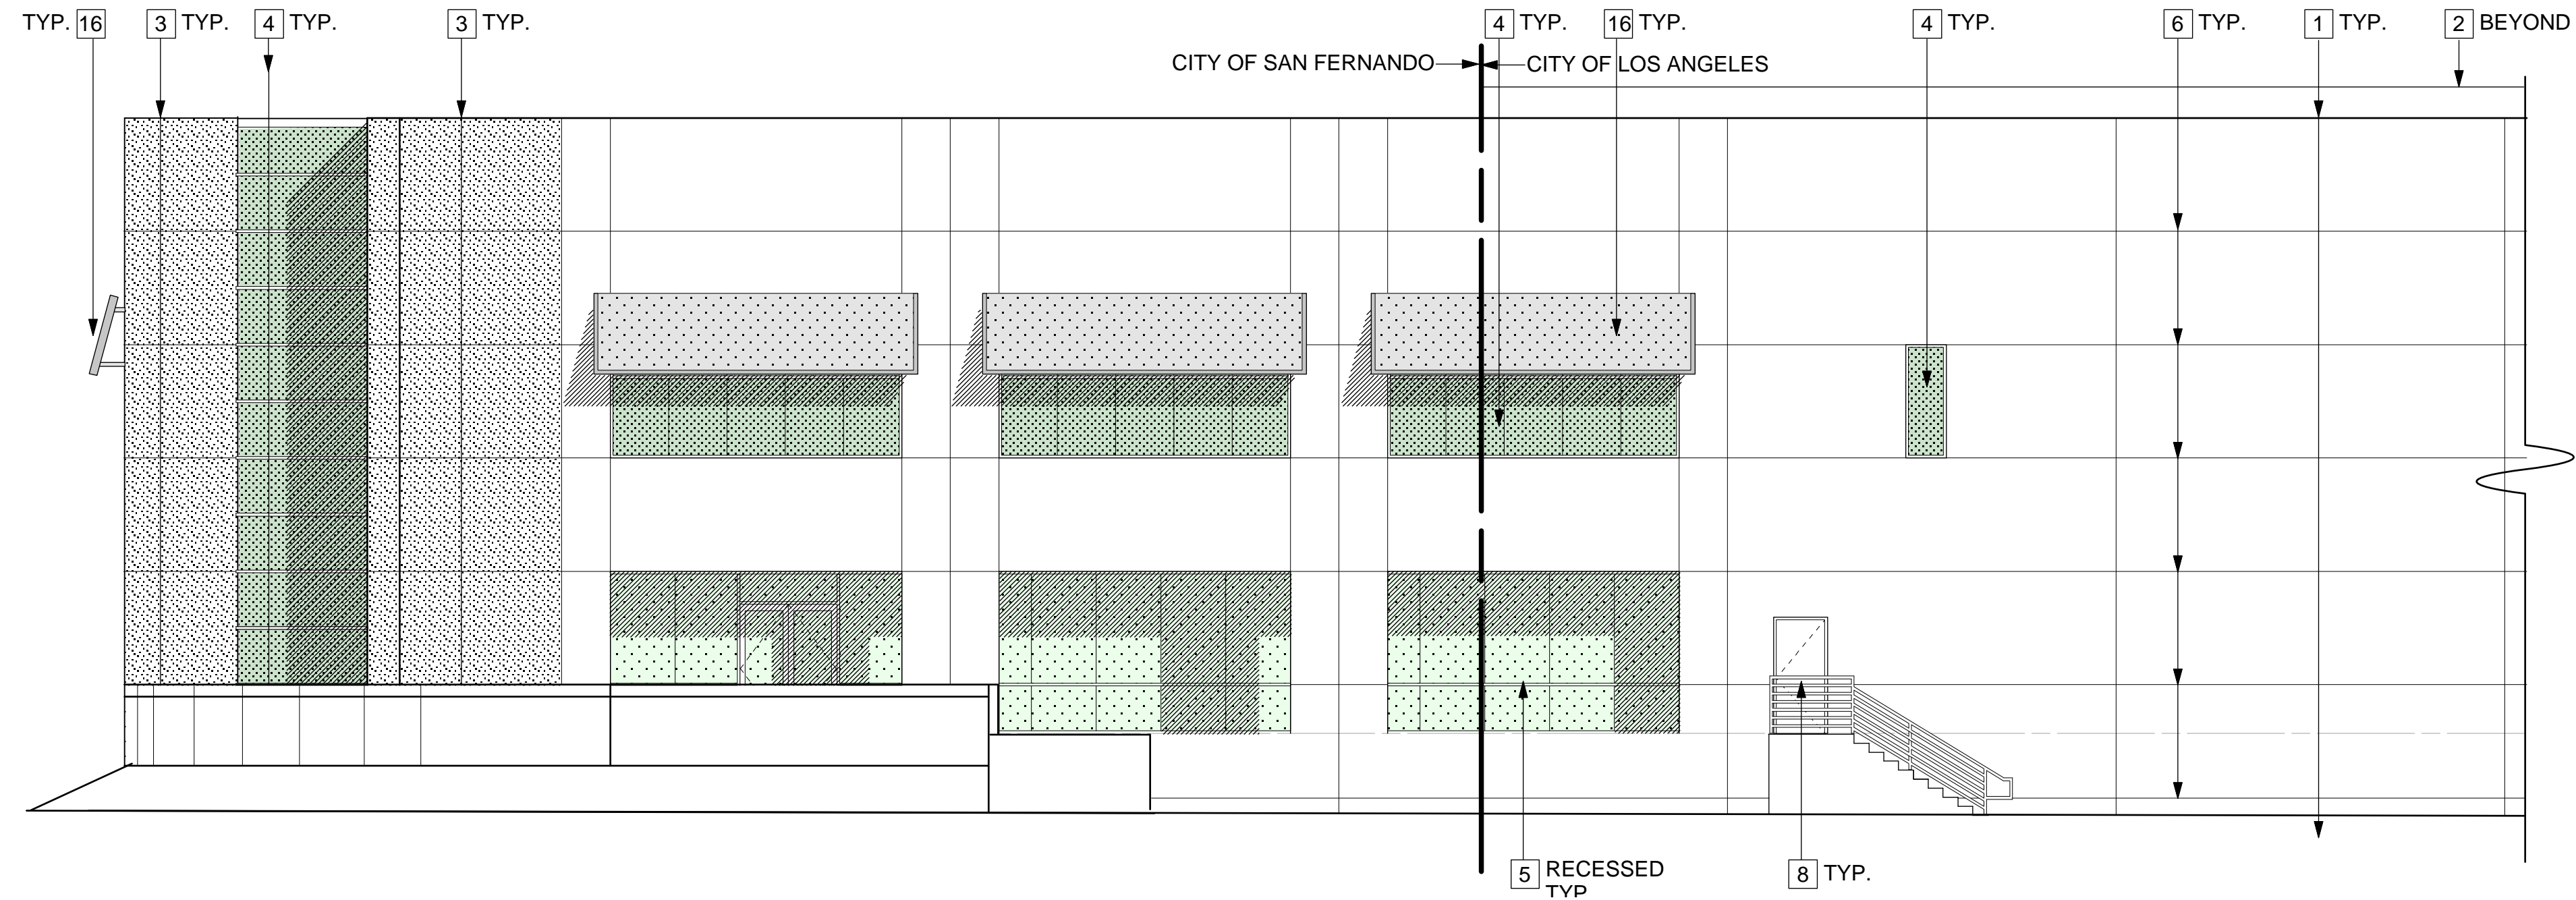 TYP. 16
3 TYP.
4 TYP.
3 TYP.
4 TYP.
16 TYP.
4 TYP.
6 TYP.
1 TYP.
2 BEYOND
CITY OF SAN FERNANDO
CITY OF LOS ANGELES
5 RECESSED
TYP
8 TYP.